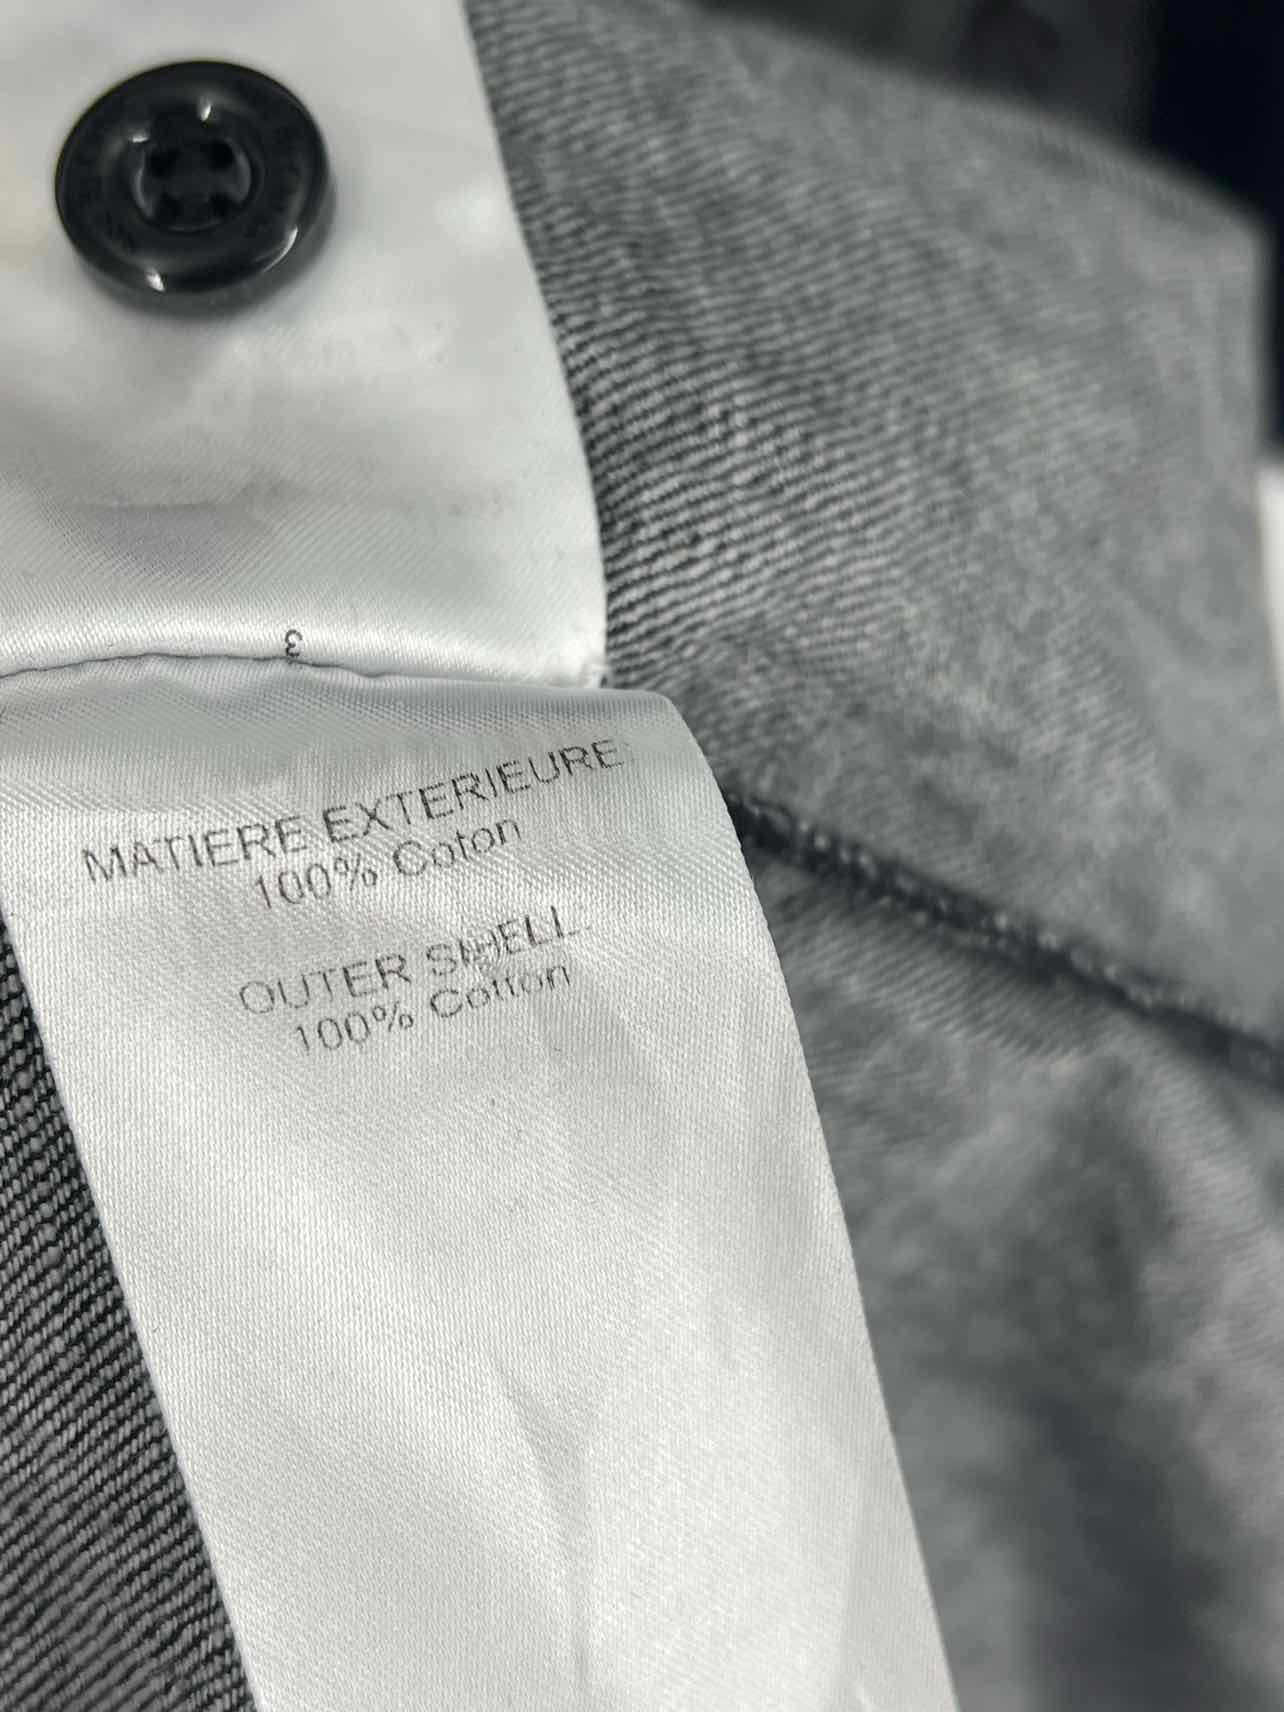 3
MATIERE EXTERIEURE
100% Coton
OUTER SHELL
100% Cotton